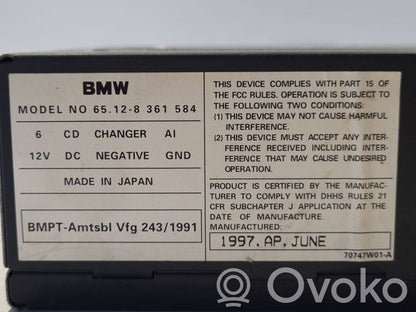 BMW
MODEL NO 65.12-8 361 584
6 CD CHANGER AI
12V DC NEGATIVE GND
MADE IN JAPAN
BMPT-Amtsbl Vfg 243/1991
THIS DEVICE COMPLIES WITH PART 15 OF
THE FCC RULES. OPERATION IS SUBJECT TO
THE FOLLOWING TWO CONDITIONS:
(1) THIS DEVICE MAY NOT CAUSE HARMFUL
INTERFERENCE.
(2) THIS DEVICE MUST ACCEPT ANY INTER-
FERENCE RECEIVED INCLUDING INTER-
FERENCE THAT MAY CAUSE UNDESIRED
OPERATION.
PRODUCT IS CERTIFIED BY THE MANUFAC-
TURER TO COMPLY WITH DHHS RULES 21
CFR SUBCHAPTER J APPLICATION AT THE
DATE OF MANUFACTURE.
MANUFACTURED:
1997.AP.JUNE
70747W01-A
Ovoko